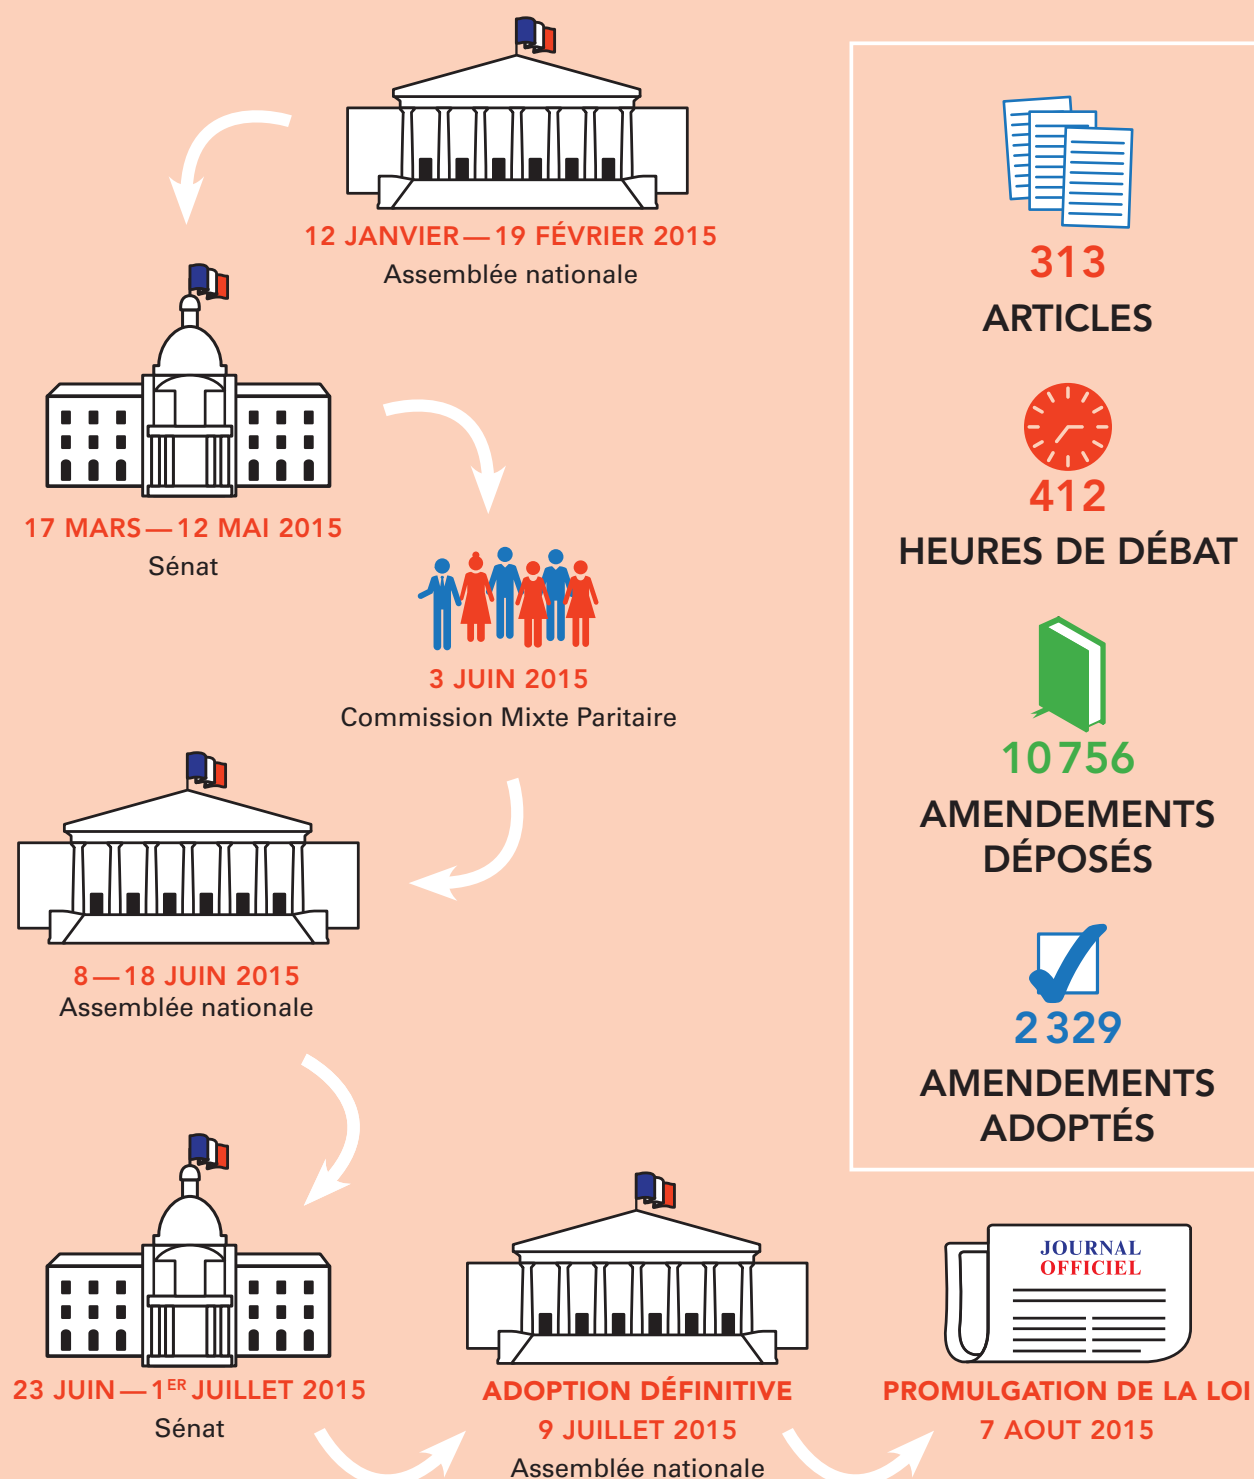 12 JANVIER — 19 FÉVRIER 2015
Assemblée nationale
17 MARS — 12 MAI 2015
Sénat
3 JUIN 2015
Commission Mixte Paritaire
8 — 18 JUIN 2015
Assemblée nationale
23 JUIN — 1ER JUILLET 2015
Sénat
ADOPTION DÉFINITIVE
9 JUILLET 2015
Assemblée nationale
JOURNAL
OFFICIEL
PROMULGATION DE LA LOI
7 AOUT 2015
313
ARTICLES
412
HEURES DE DÉBAT
10 756
AMENDEMENTS
DÉPOSÉS
2 329
AMENDEMENTS
ADOPTÉS